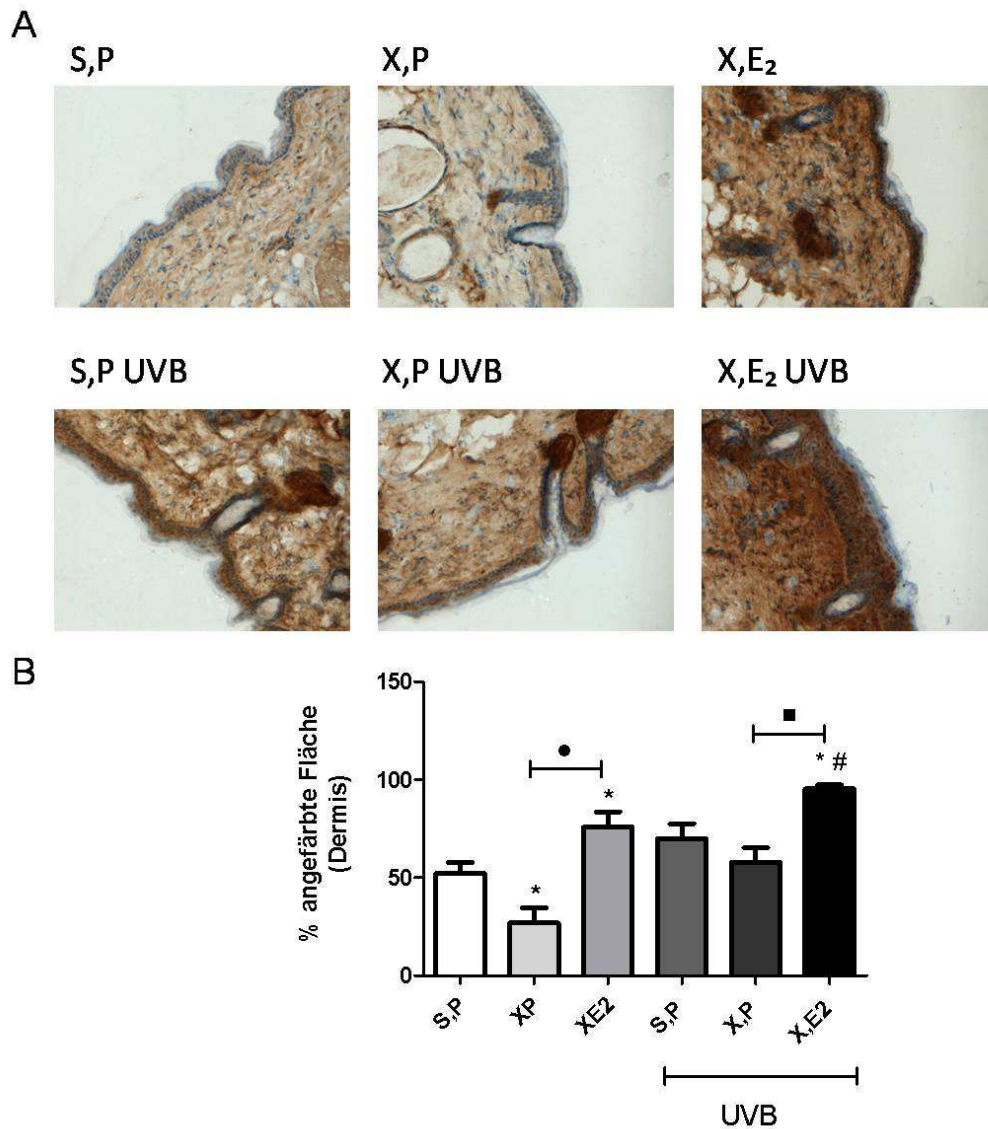 A
S,P
X,P
X,E₂
S,P UVB
X,P UVB
X,E₂ UVB
B
% angefärbte Fläche
(Dermis)
150
100
50
0
●
■
*
*
* #
S,P
XP
XE2
S,P
X,P
X,E2
UVB